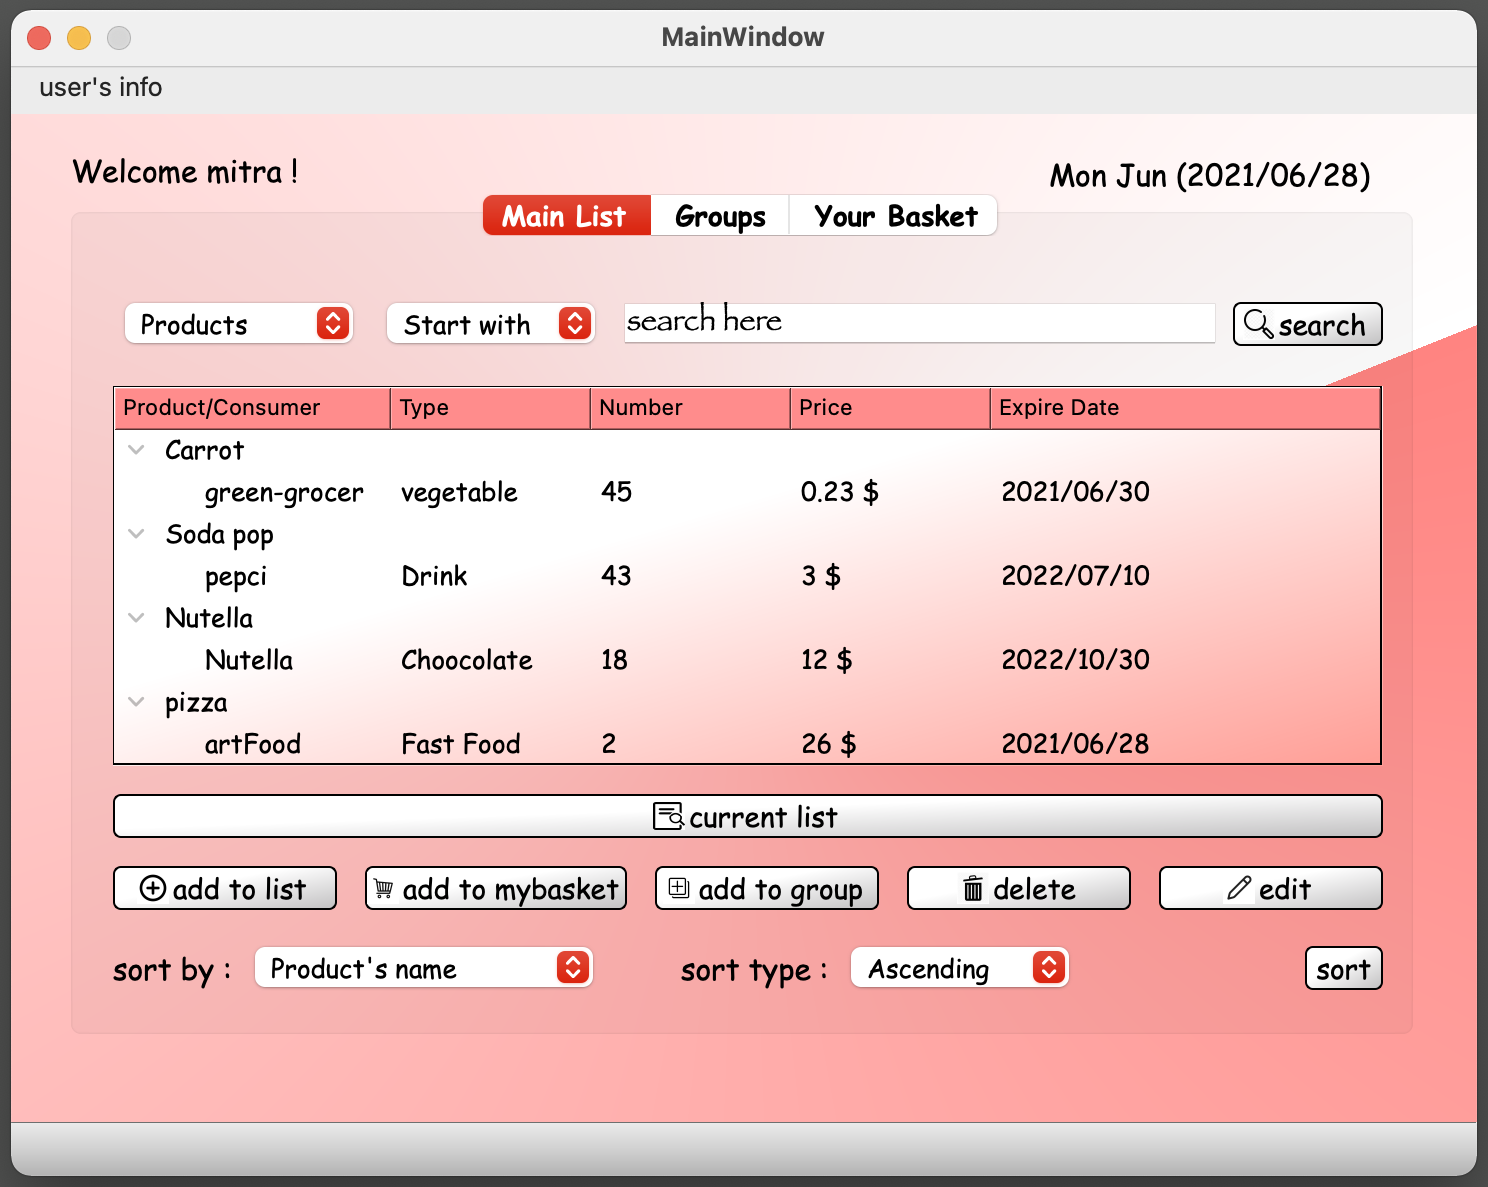 MainWindow
user's info
Welcome mitra !
Mon Jun (2021/06/28)
Main List Groups Your Basket
Products Start with search here search
Product/Consumer Type Number Price Expire Date
Carrot
green-grocer vegetable 45 0.23 $ 2021/06/30
Soda pop
pepci Drink 43 3 $ 2022/07/10
Nutella
Nutella Choocolate 18 12 $ 2022/10/30
pizza
artFood Fast Food 2 26 $ 2021/06/28
current list
add to list add to mybasket add to group delete edit
sort by : Product's name sort type : Ascending sort